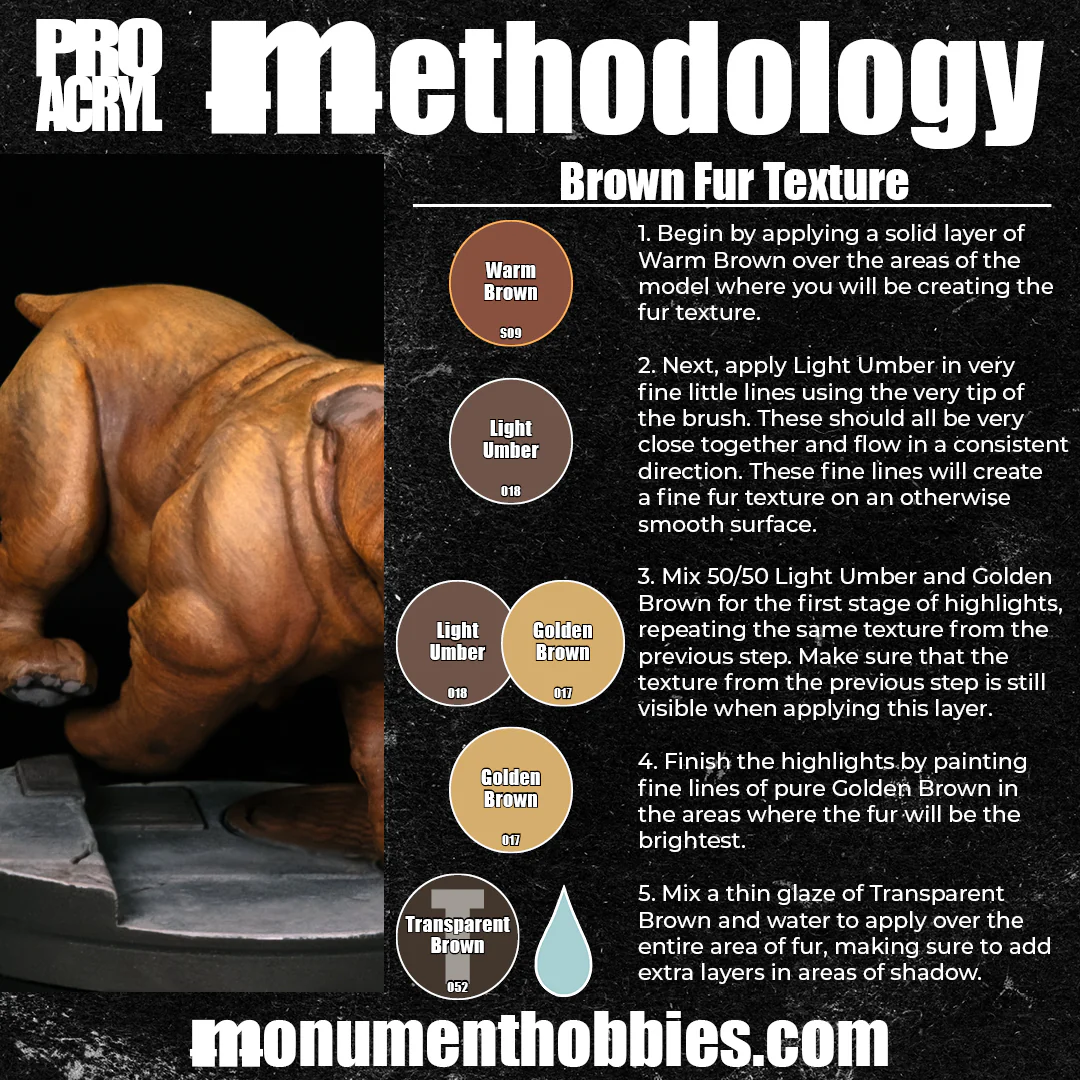 PRO
ACRYL
Methodology
Brown Fur Texture
Warm
Brown
S09
1. Begin by applying a solid layer of
Warm Brown over the areas of the
model where you will be creating the
fur texture.
Light
Umber
018
2. Next, apply Light Umber in very
fine little lines using the very tip of
the brush. These should all be very
close together and flow in a consistent
direction. These fine lines will create
a fine fur texture on an otherwise
smooth surface.
Light
Umber
018
Golden
Brown
017
3. Mix 50/50 Light Umber and Golden
Brown for the first stage of highlights,
repeating the same texture from the
previous step. Make sure that the
texture from the previous step is still
visible when applying this layer.
Golden
Brown
017
4. Finish the highlights by painting
fine lines of pure Golden Brown in
the areas where the fur will be the
brightest.
T
Transparent
Brown
052
5. Mix a thin glaze of Transparent
Brown and water to apply over the
entire area of fur, making sure to add
extra layers in areas of shadow.
monumenthobbies.com